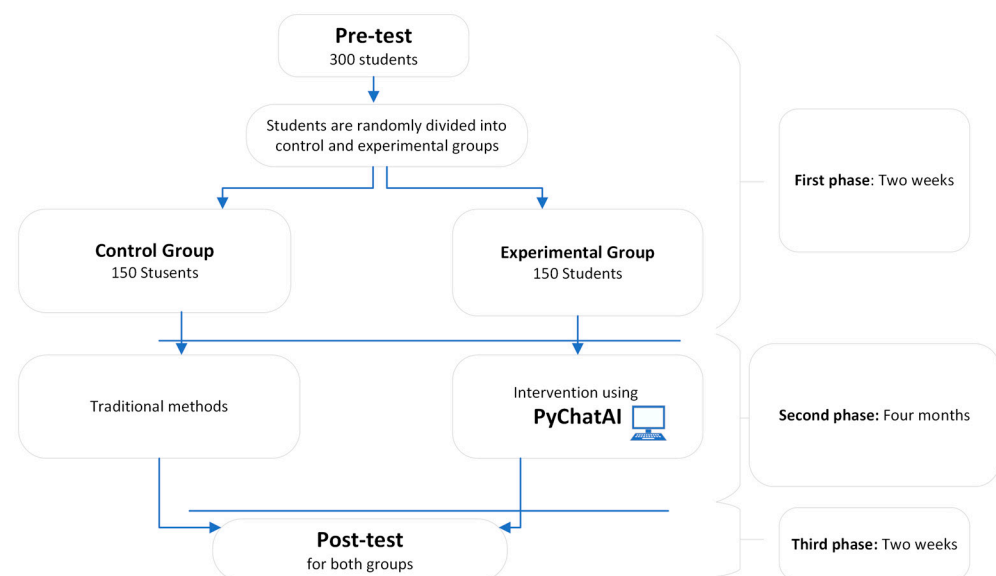 Pre-test
300 students
Students are randomly divided into
control and experimental groups
First phase: Two weeks
Control Group
150 Stusents
Experimental Group
150 Students
Traditional methods
Intervention using
PyChatAI
Second phase: Four months
Post-test
for both groups
Third phase: Two weeks